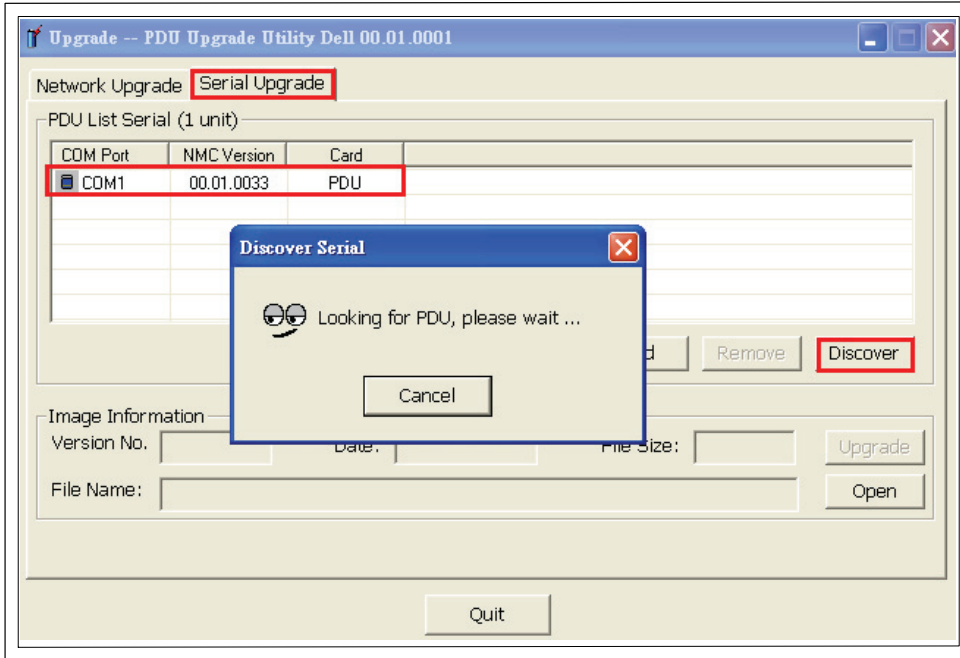 Upgrade -- PDU Upgrade Utility Dell 00.01.0001
Network Upgrade Serial Upgrade
PDU List Serial (1 unit)
COM Port NMC Version Card
COM1 00.01.0033 PDU
Discover Serial
Looking for PDU, please wait ...
Cancel
Remove Discover
Image Information
Version No. Date: File Size: Upgrade
File Name: Open
Quit